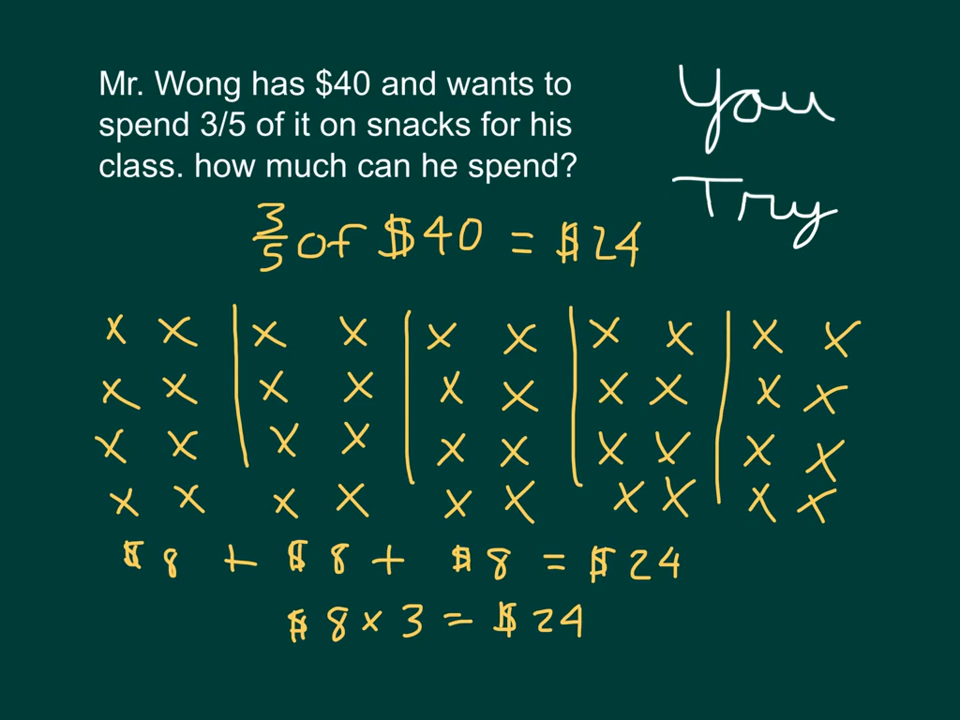 Mr. Wong has $40 and wants to
spend 3/5 of it on snacks for his
class. how much can he spend?
You
Try
3/5 of $40 = $24
x x | x x | x x | x x | x x
x x | x x | x x | x x | x x
x x | x x | x x | x x | x x
x x x x x x x x x x
$8 + $8 + $8 = $24
$8 x 3 = $24